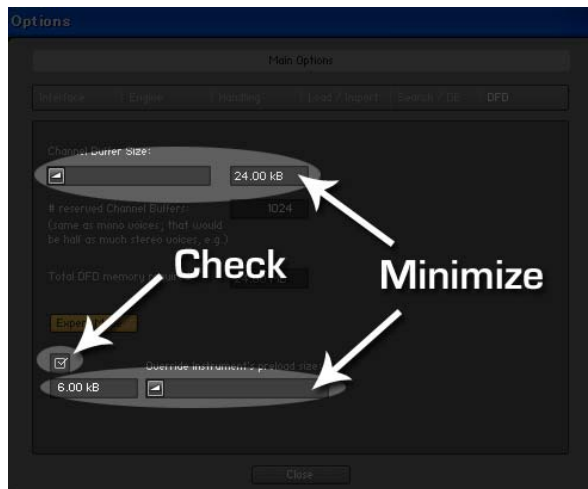 Options
Main Options
Interface Engine Handling Load / Import Search / DB DFD
Channel Buffer Size:
24.00 kB
# reserved Channel Buffers: 1024
(same as mono voices; that would
be half as much stereo voices, e.g.)
Check
Minimize
Total DFD memory
Expert
Override instrument's preload size:
6.00 kB
Close